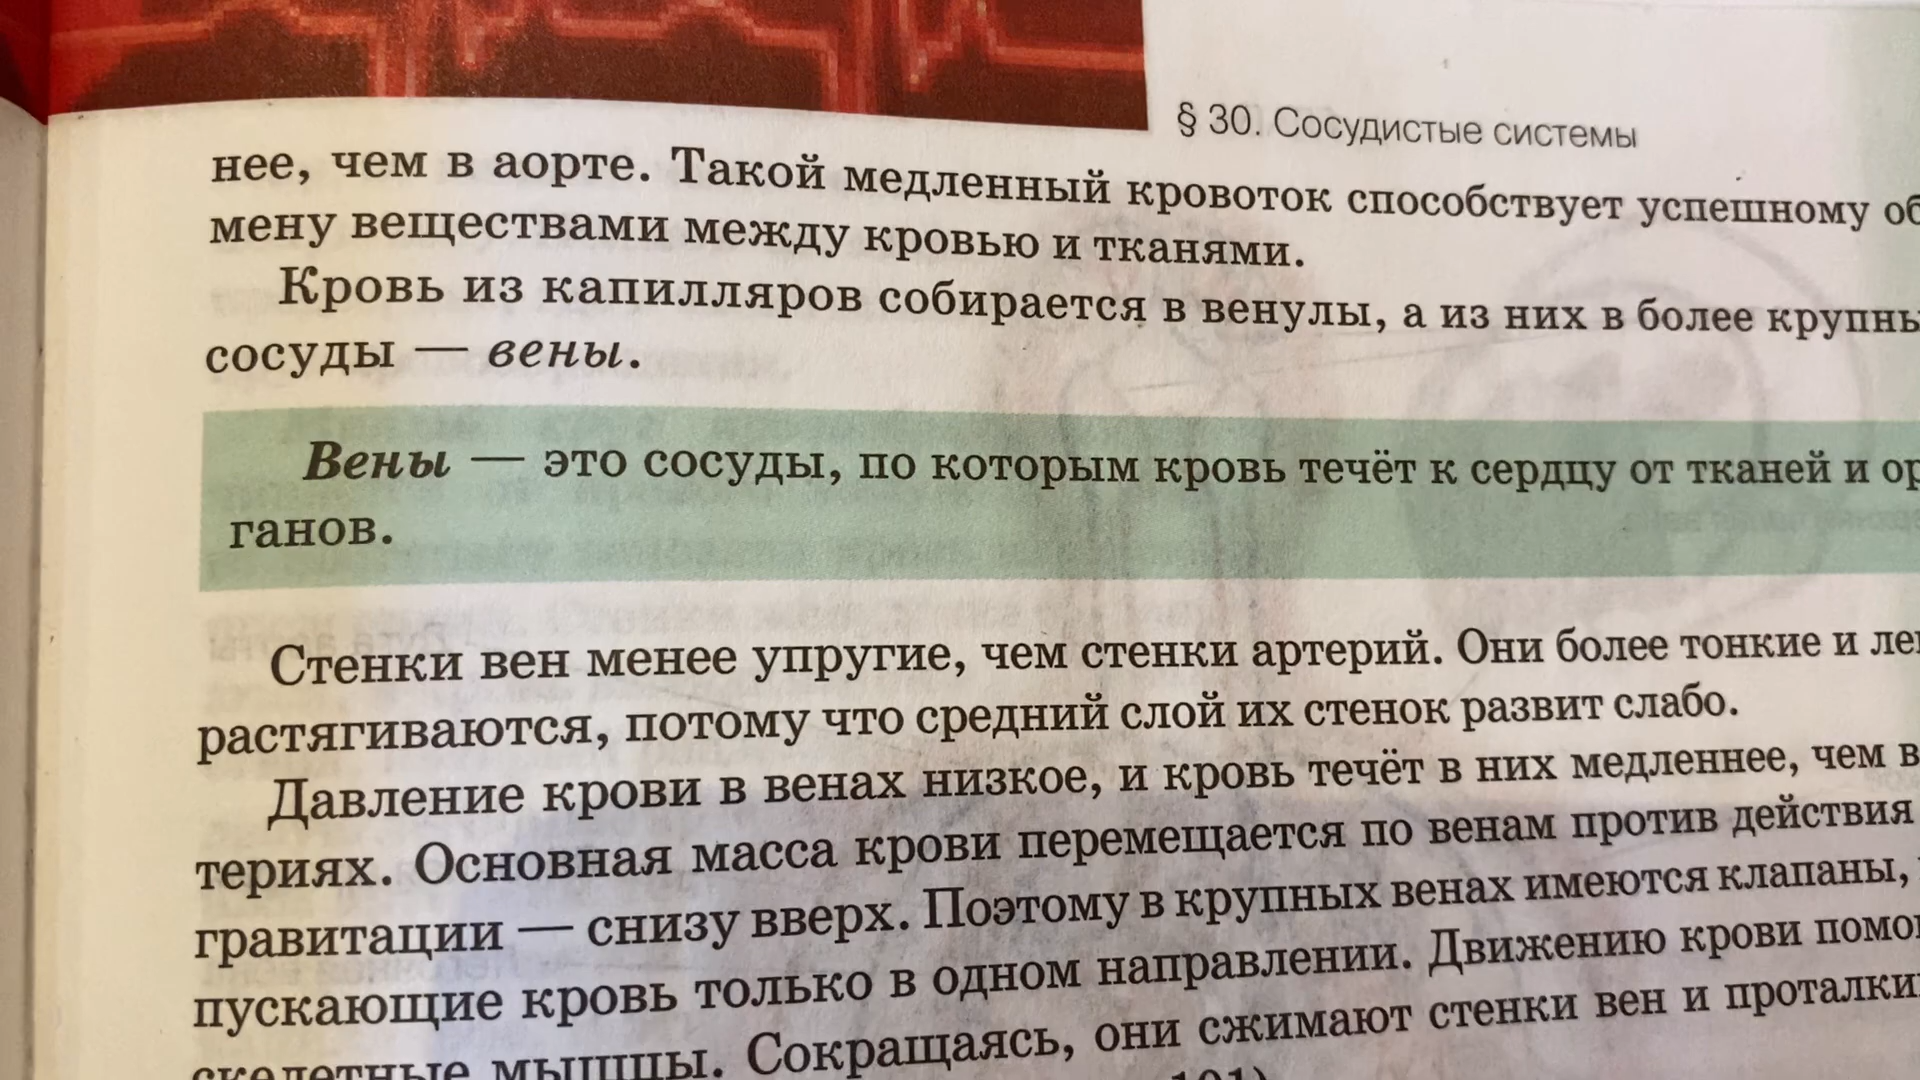 § 30. Сосудистые системы
нее, чем в аорте. Такой медленный кровоток способствует успешному об
мену веществами между кровью и тканями.
Кровь из капилляров собирается в венулы, а из них в более крупны
сосуды — вены.
Вены — это сосуды, по которым кровь течёт к сердцу от тканей и ор
ганов.
Стенки вен менее упругие, чем стенки артерий. Они более тонкие и ле
растягиваются, потому что средний слой их стенок развит слабо.
Давление крови в венах низкое, и кровь течёт в них медленнее, чем в
териях. Основная масса крови перемещается по венам против действия
гравитации — снизу вверх. Поэтому в крупных венах имеются клапаны,
пускающие кровь только в одном направлении. Движению крови помо
скелетные мышцы. Сокращаясь, они сжимают стенки вен и проталки
101)